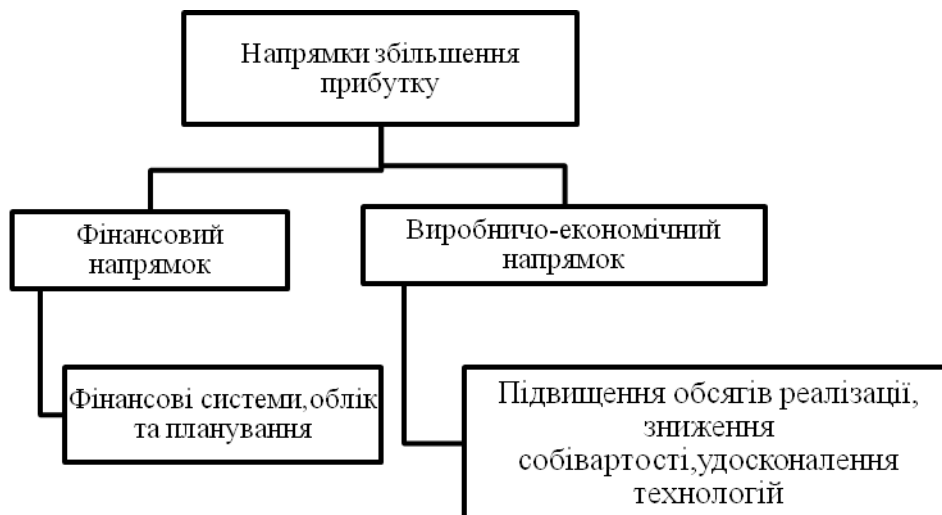 Напрямки збільшення
прибутку
Фінансовий
напрямок
Виробничо-економічний
напрямок
Фінансові системи,облік
та планування
Підвищення обсягів реалізації,
зниження
собівартості,удосконалення
технологій